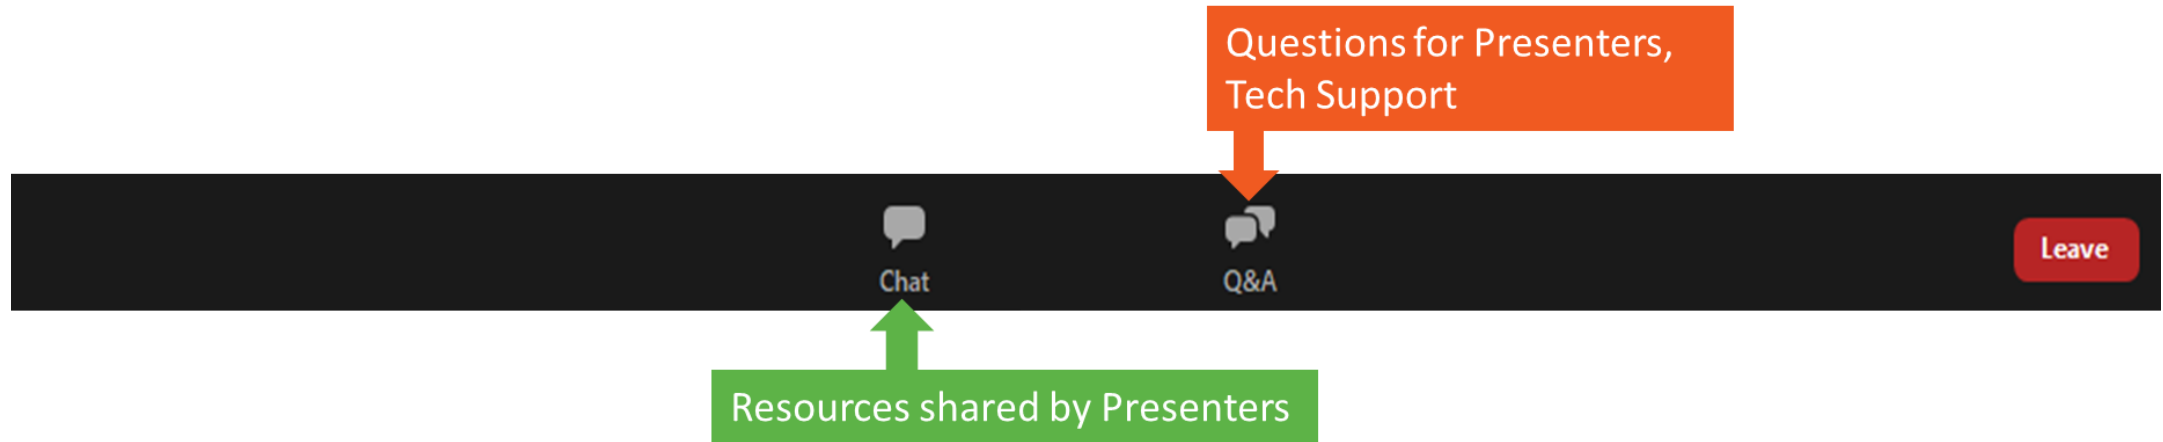 Questions for Presenters,
Tech Support
Chat
Q&A
Leave
Resources shared by Presenters